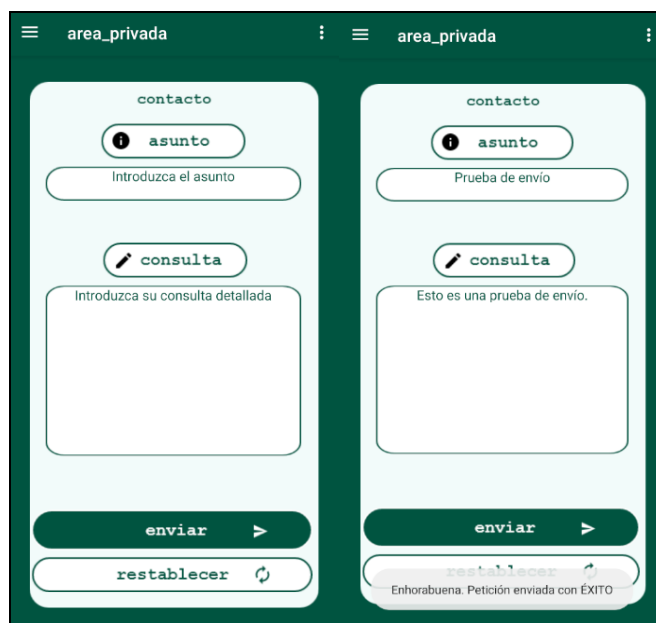 area_privada
contacto
asunto
Introduzca el asunto
consulta
Introduzca su consulta detallada
enviar
restablecer
area_privada
contacto
asunto
Prueba de envío
consulta
Esto es una prueba de envío.
enviar
restablecer
Enhorabuena. Petición enviada con ÉXITO